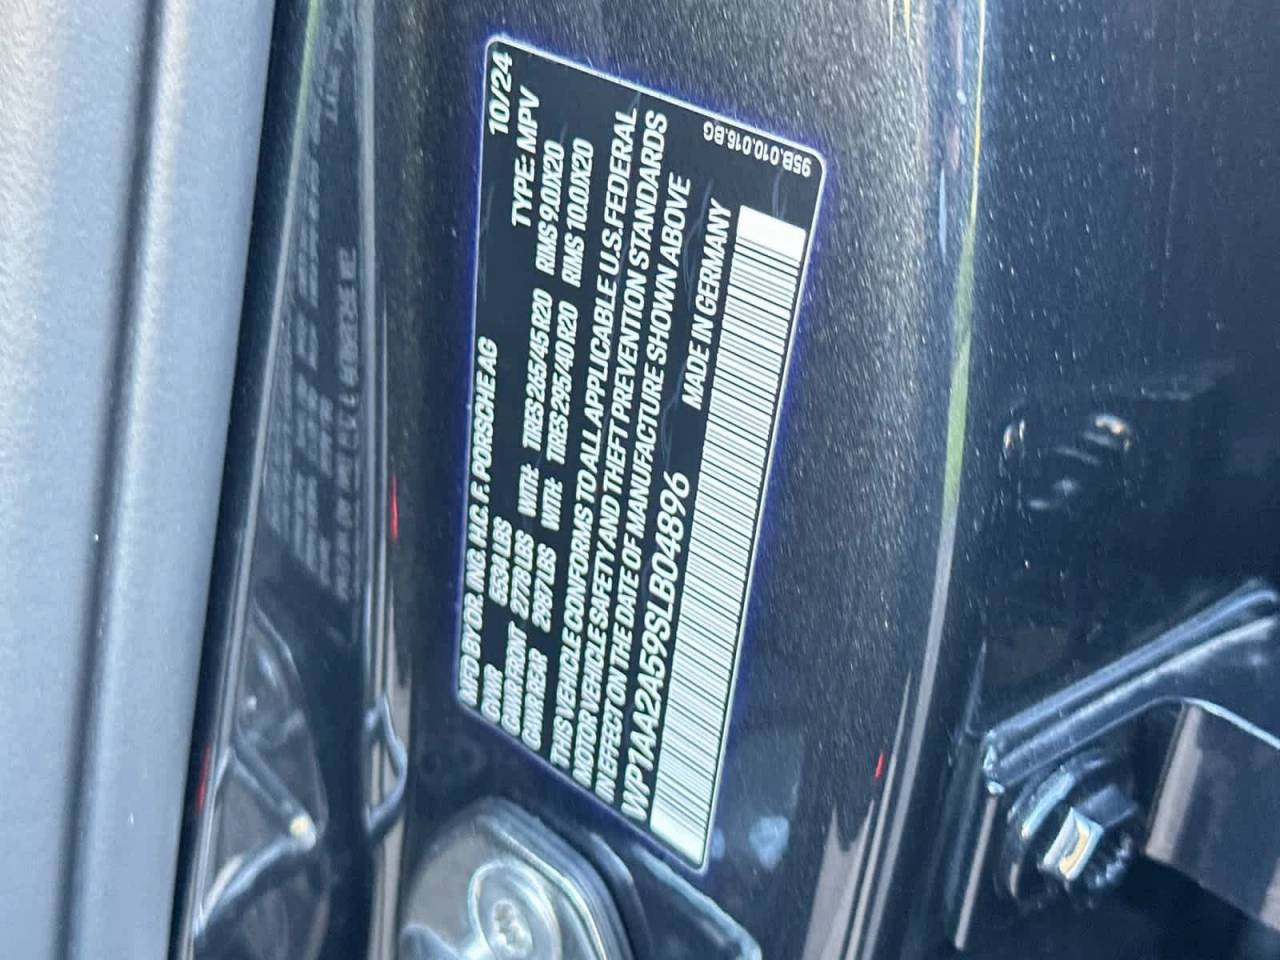 MFD BY DR. ING. H.C. F. PORSCHE AG 10/24
GVWR 6534 LBS TYPE: MPV
GAWR FRONT 2778 LBS WITH: TIRES 265/45 R20 RIMS 9.0JX20
GAWR REAR 2987 LBS WITH: TIRES 295/40 R20 RIMS 10.0JX20
THIS VEHICLE CONFORMS TO ALL APPLICABLE U.S. FEDERAL
MOTOR VEHICLE SAFETY AND THEFT PREVENTION STANDARDS
IN EFFECT ON THE DATE OF MANUFACTURE SHOWN ABOVE
WP1AA2A59SLB04896 MADE IN GERMANY
95B.010.016.BG